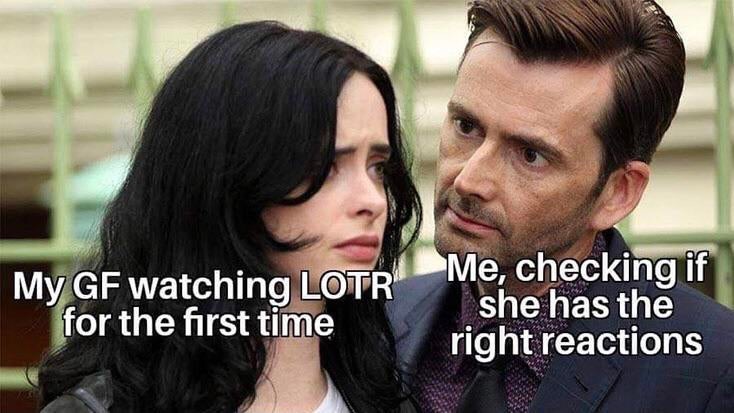 My GF watching LOTR
for the first time
Me, checking if
she has the
right reactions